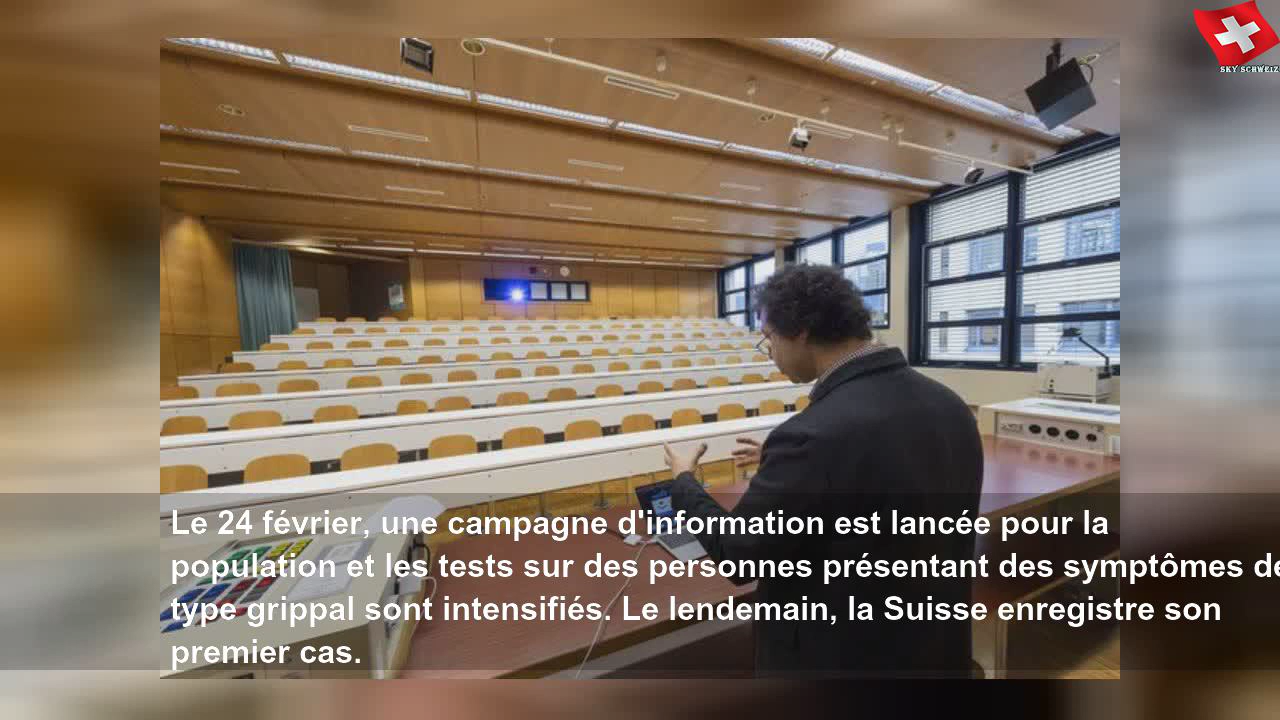 SKY SCHWEIZ
Le 24 février, une campagne d'information est lancée pour la
population et les tests sur des personnes présentant des symptômes de
type grippal sont intensifiés. Le lendemain, la Suisse enregistre son
premier cas.